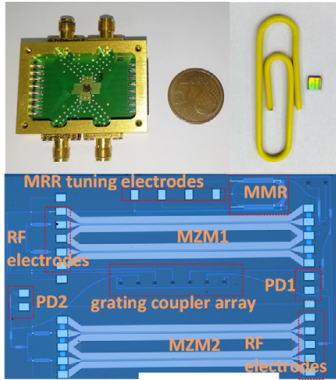 MRR tuning electrodes
MMR
RF
electrodes
MZM1
PD1
PD2
grating coupler array
MZM2
RF
electrodes